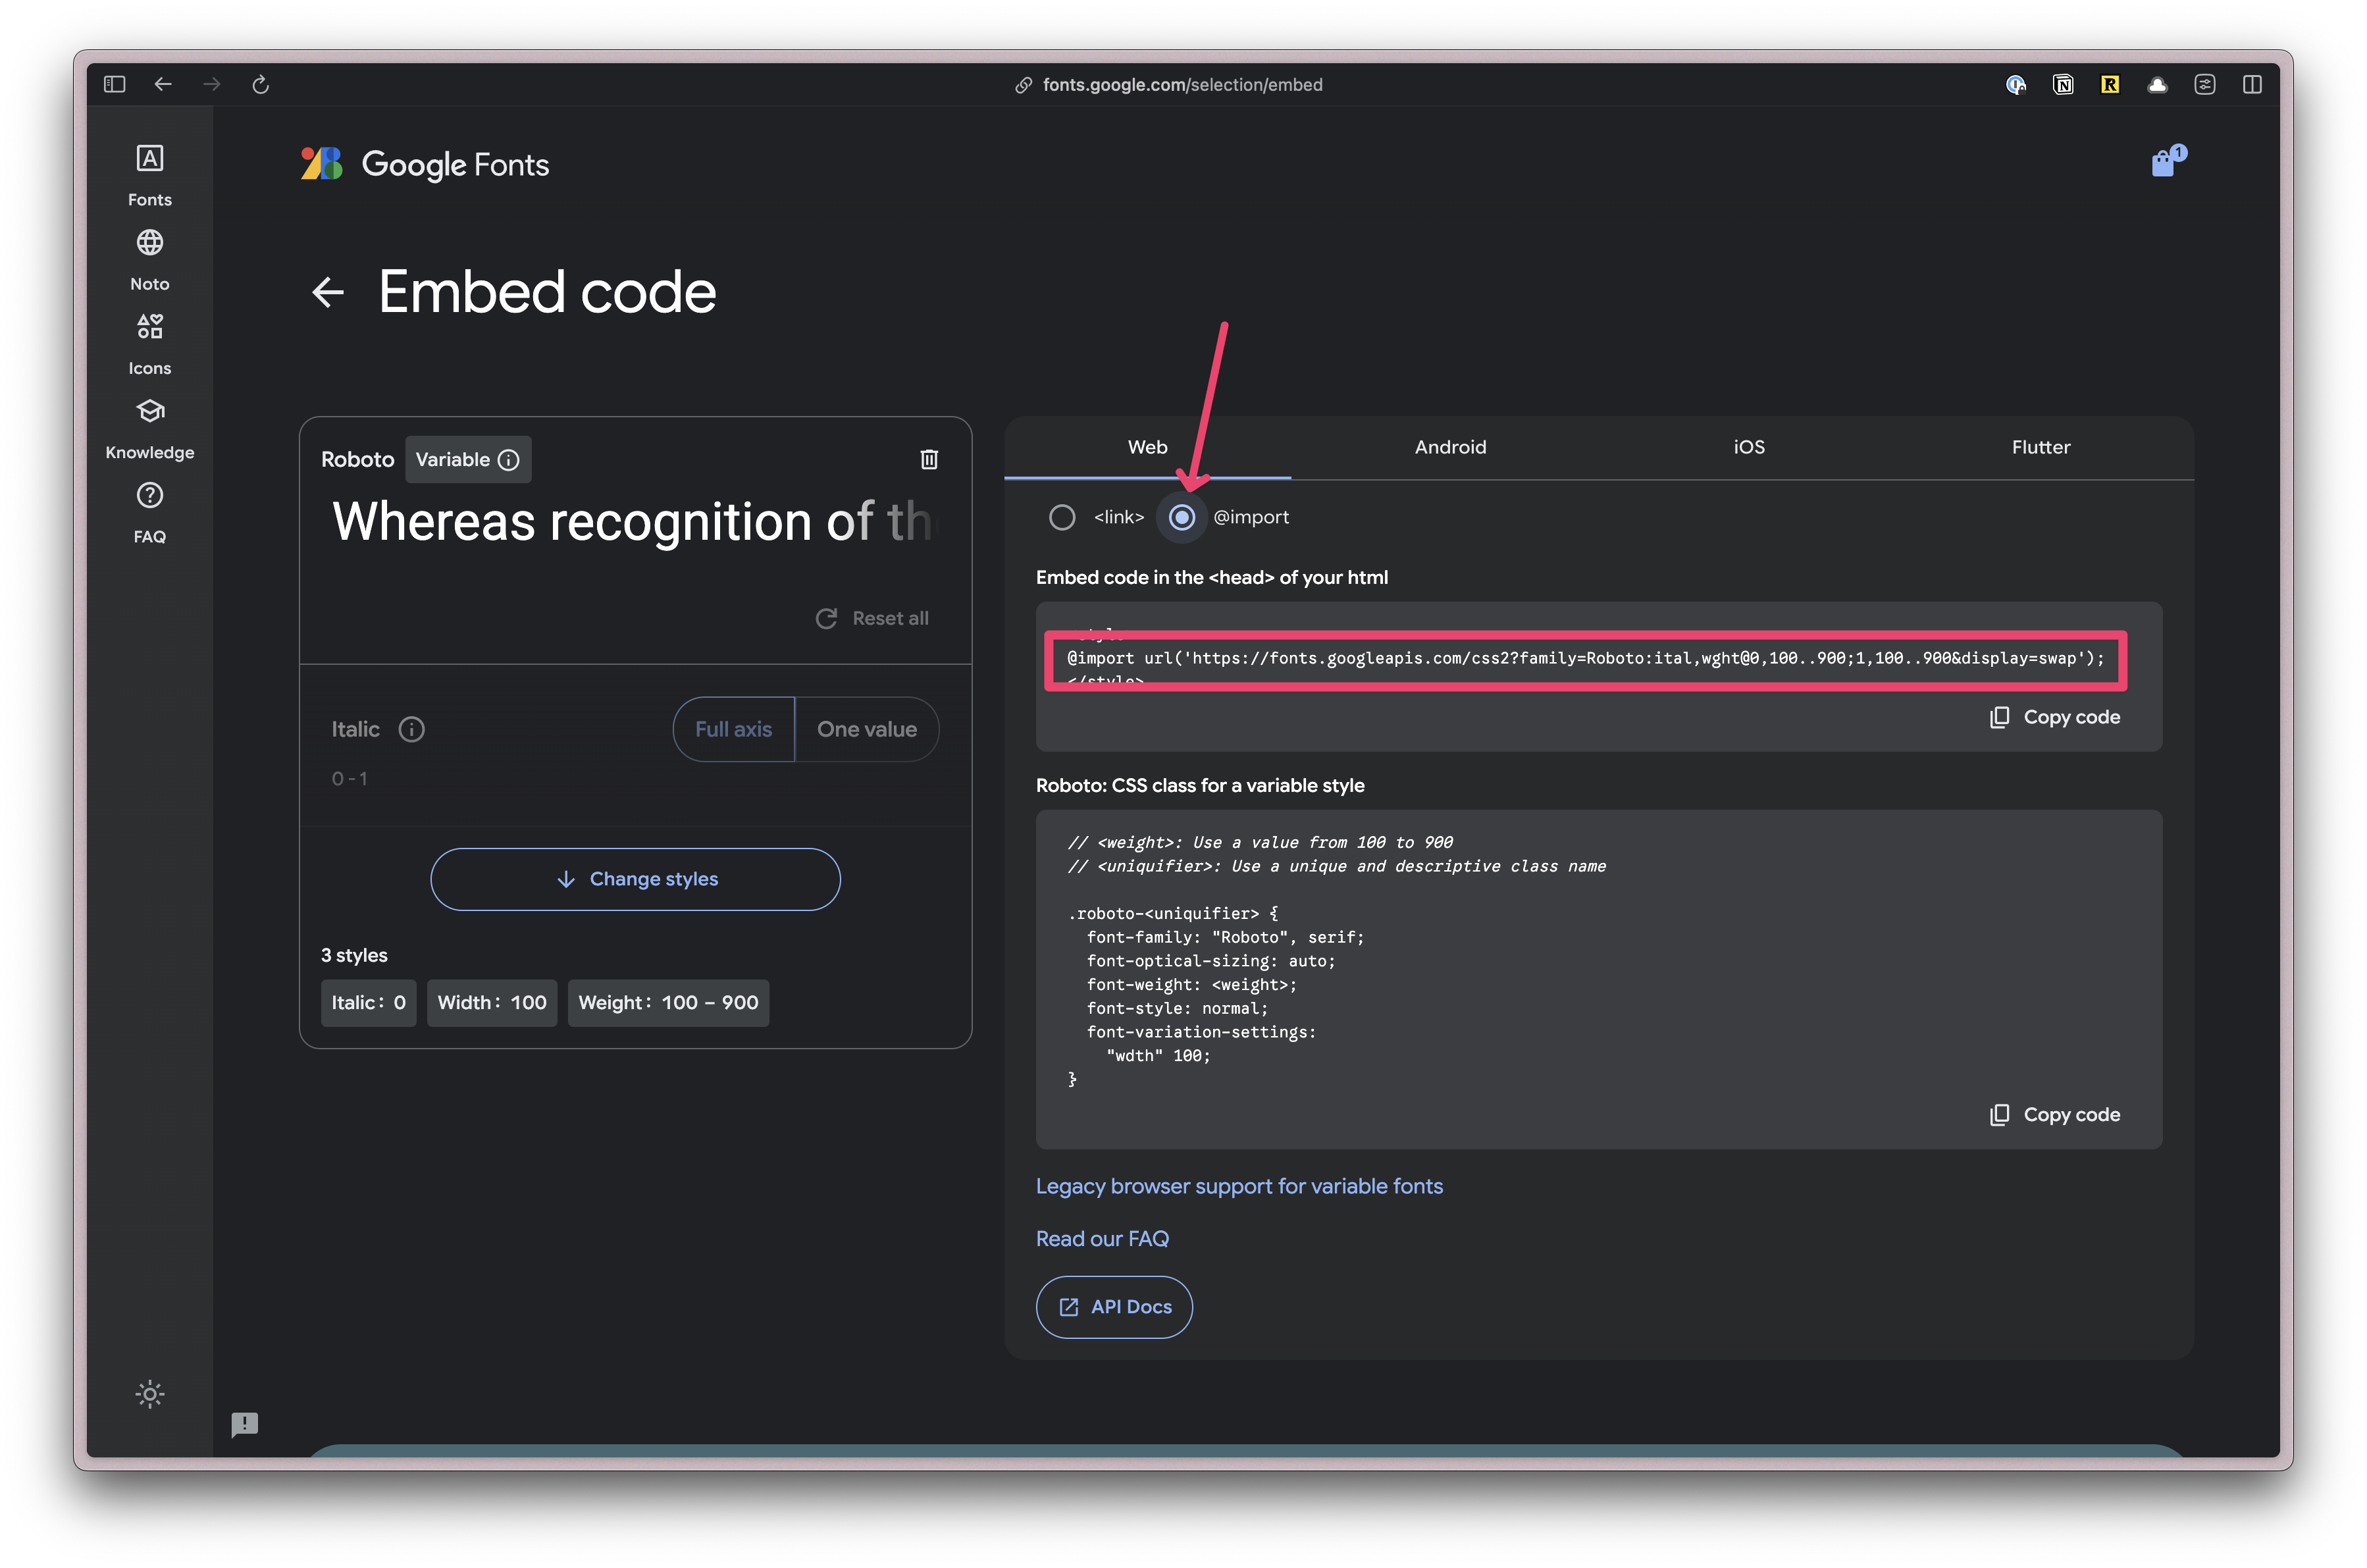 fonts.google.com/selection/embed
Fonts
Noto
Icons
Knowledge
FAQ
Google Fonts
1
Embed code
Roboto Variable
Whereas recognition of th
Reset all
Italic
Full axis
One value
0 - 1
Change styles
3 styles
Italic: 0
Width: 100
Weight: 100 – 900
Web
Android
iOS
Flutter
<link>
@import
Embed code in the <head> of your html
@import url('https://fonts.googleapis.com/css2?family=Roboto:ital,wght@0,100..900;1,100..900&display=swap');
</style>
Copy code
Roboto: CSS class for a variable style
// <weight>: Use a value from 100 to 900
// <uniquifier>: Use a unique and descriptive class name
.roboto-<uniquifier> {
font-family: "Roboto", serif;
font-optical-sizing: auto;
font-weight: <weight>;
font-style: normal;
font-variation-settings:
"wdth" 100;
}
Copy code
Legacy browser support for variable fonts
Read our FAQ
API Docs